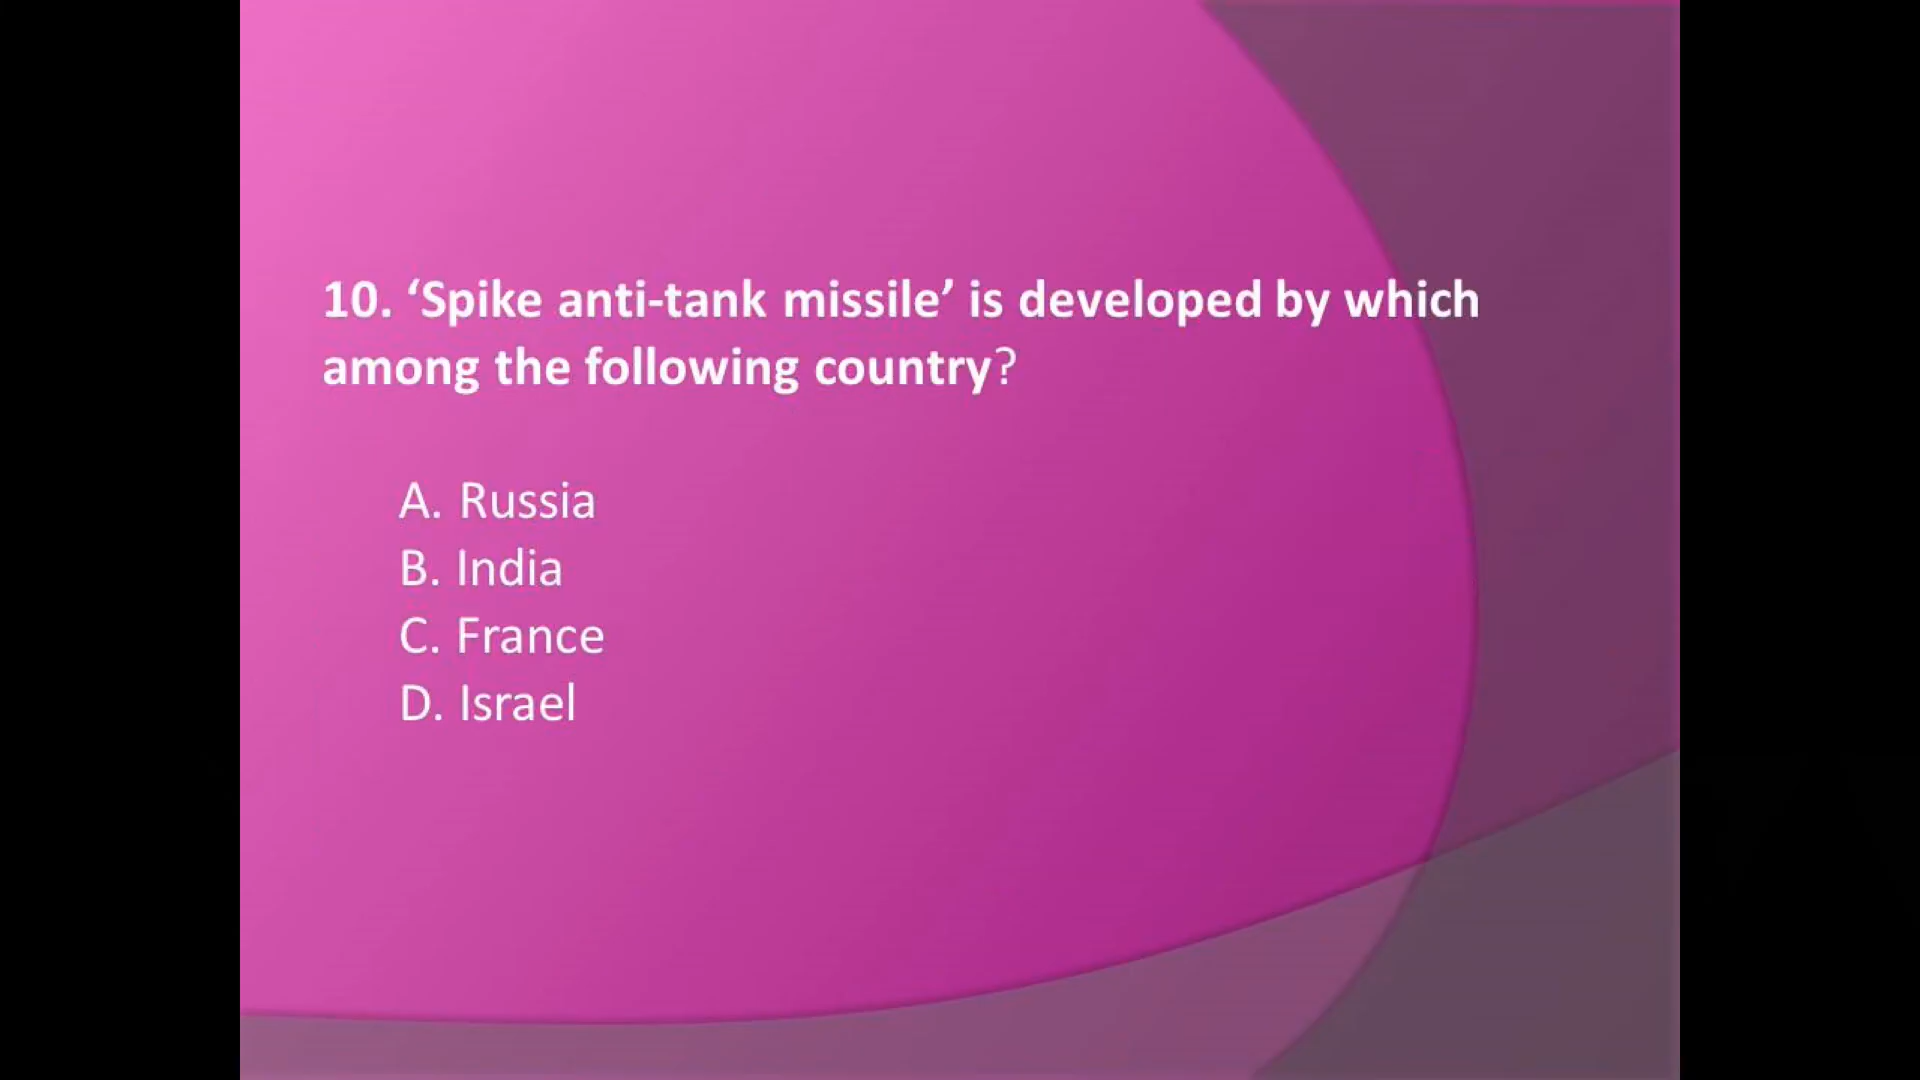 10. ‘Spike anti-tank missile’ is developed by which
among the following country?
A. Russia
B. India
C. France
D. Israel